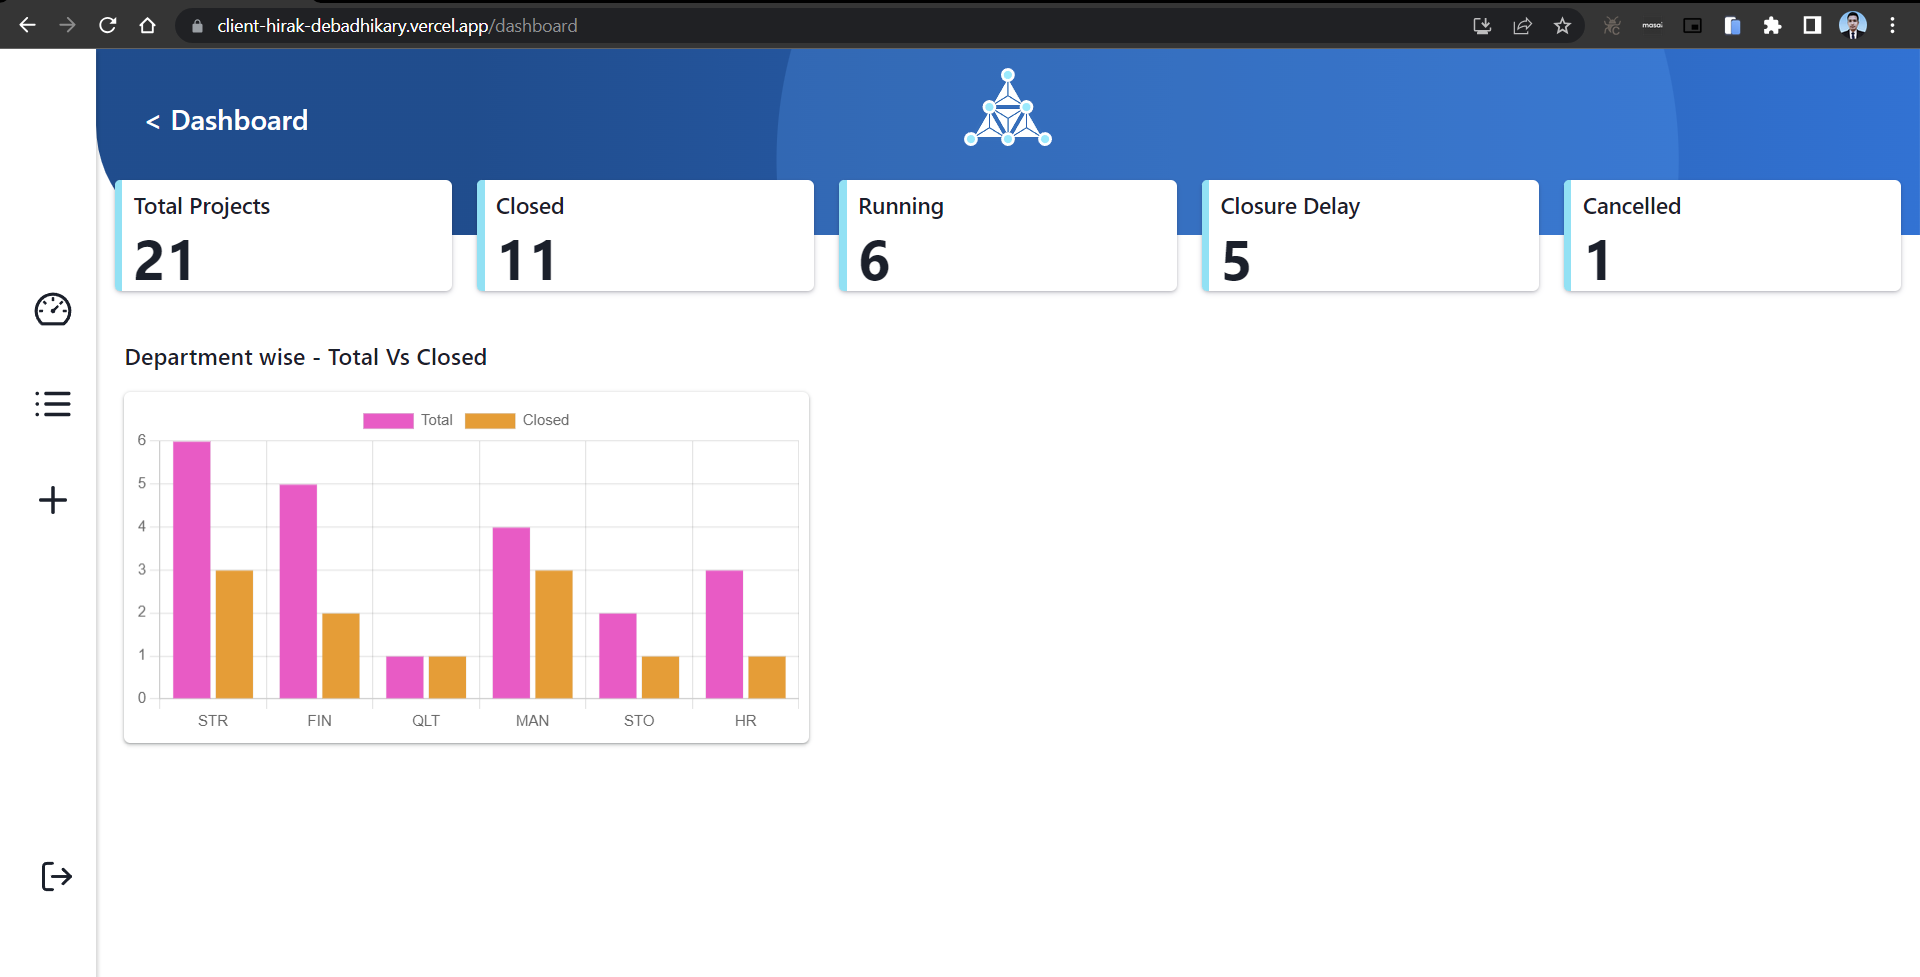 client-hirak-debadhikary.vercel.app/dashboard
masai
< Dashboard
Total Projects
21
Closed
11
Running
6
Closure Delay
5
Cancelled
1
Department wise - Total Vs Closed
Total Closed
6
5
4
3
2
1
0
STR FIN QLT MAN STO HR